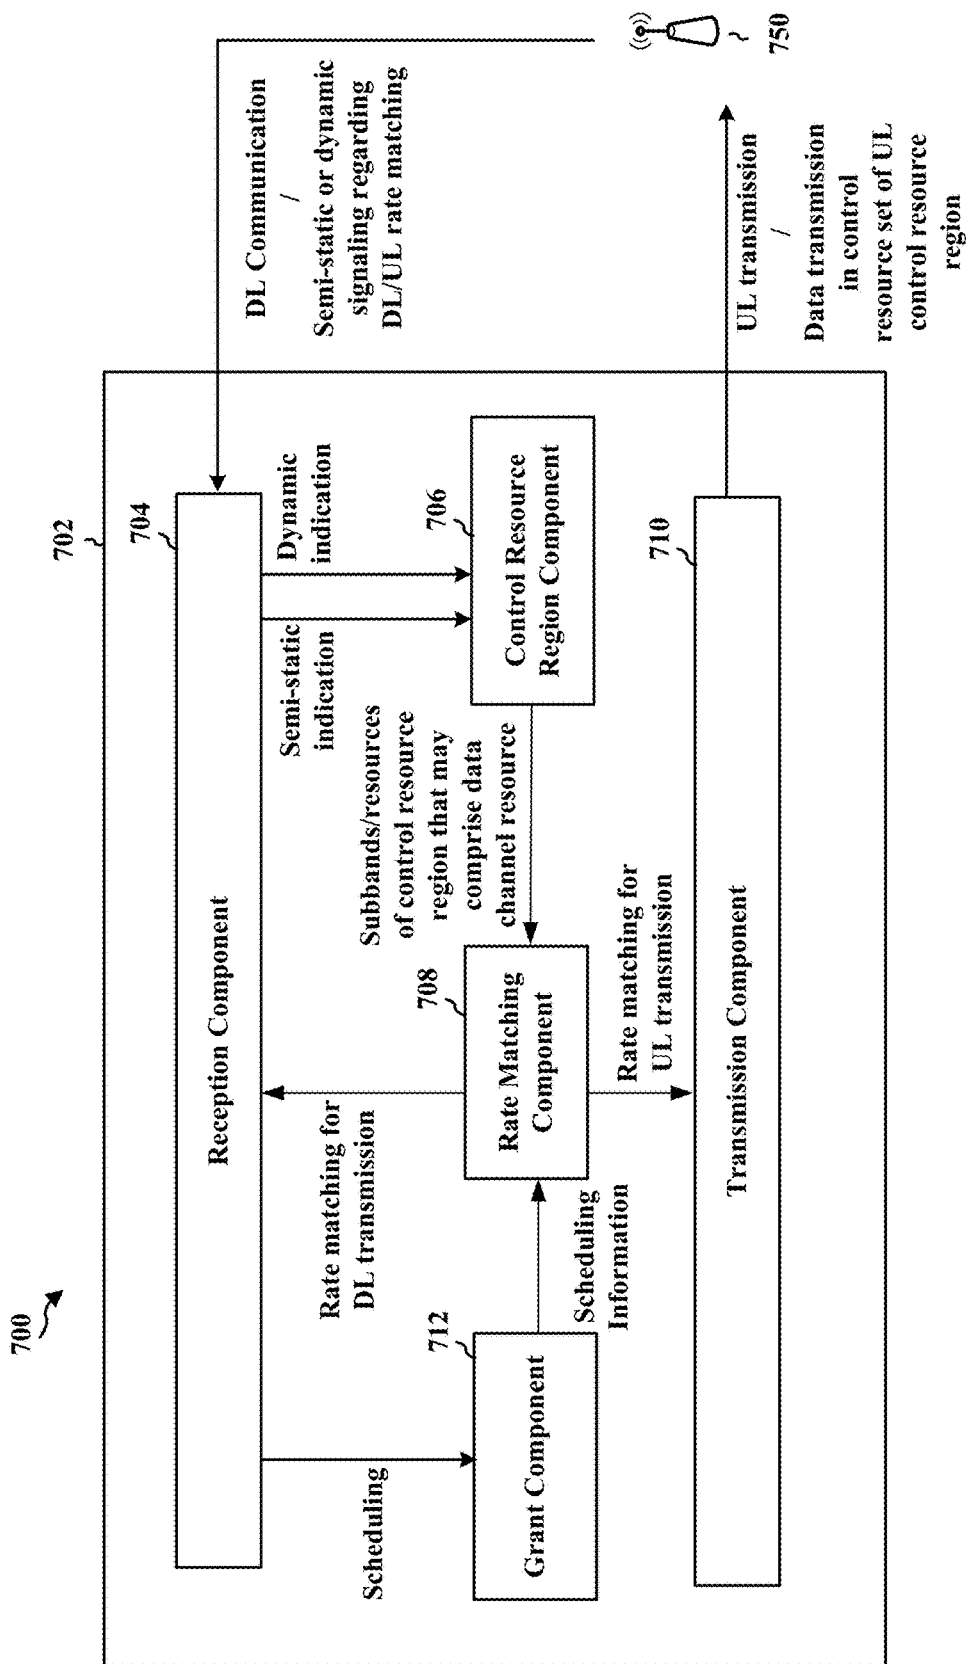 700
702
704
Reception Component
DL Communication
/
Semi-static or dynamic
signaling regarding
DL/UL rate matching
750
Scheduling
Rate matching for
DL transmission
Semi-static
indication
Dynamic
indication
712
Grant Component
Scheduling
Information
708
Rate Matching
Component
Subbands/resources
of control resource
region that may
comprise data
channel resource
706
Control Resource
Region Component
Rate matching for
UL transmission
710
Transmission Component
UL transmission
/
Data transmission
in control
resource set of UL
control resource
region